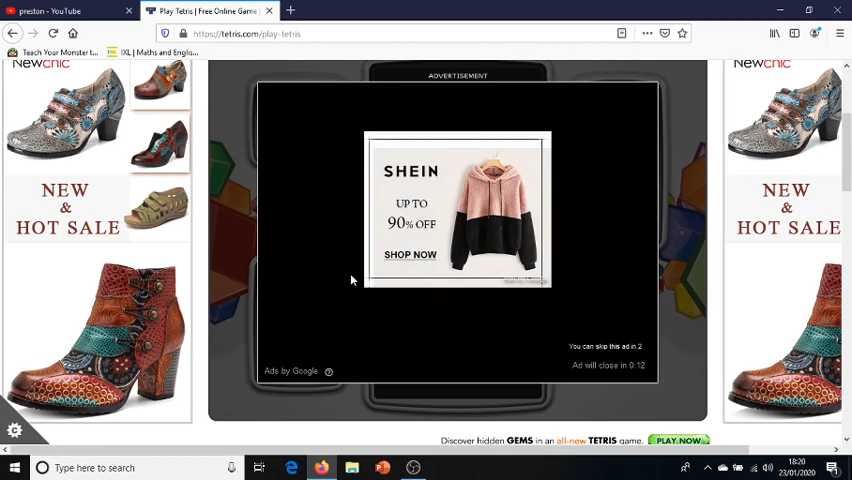 preston - YouTube
Play Tetris | Free Online Game
https://tetris.com/play-tetris
Teach Your Monster t
IXL | Maths and Englis
Newchic
NEW
&
HOT SALE
ADVERTISEMENT
SHEIN
UP TO
90% OFF
SHOP NOW
You can skip this ad in 2
Ad will close in 0:12
Ads by Google
Newchic
NEW
&
HOT SALE
Discover hidden GEMS in an all-new TETRIS game.
PLAY NOW
Type here to search
18:20
23/01/2020